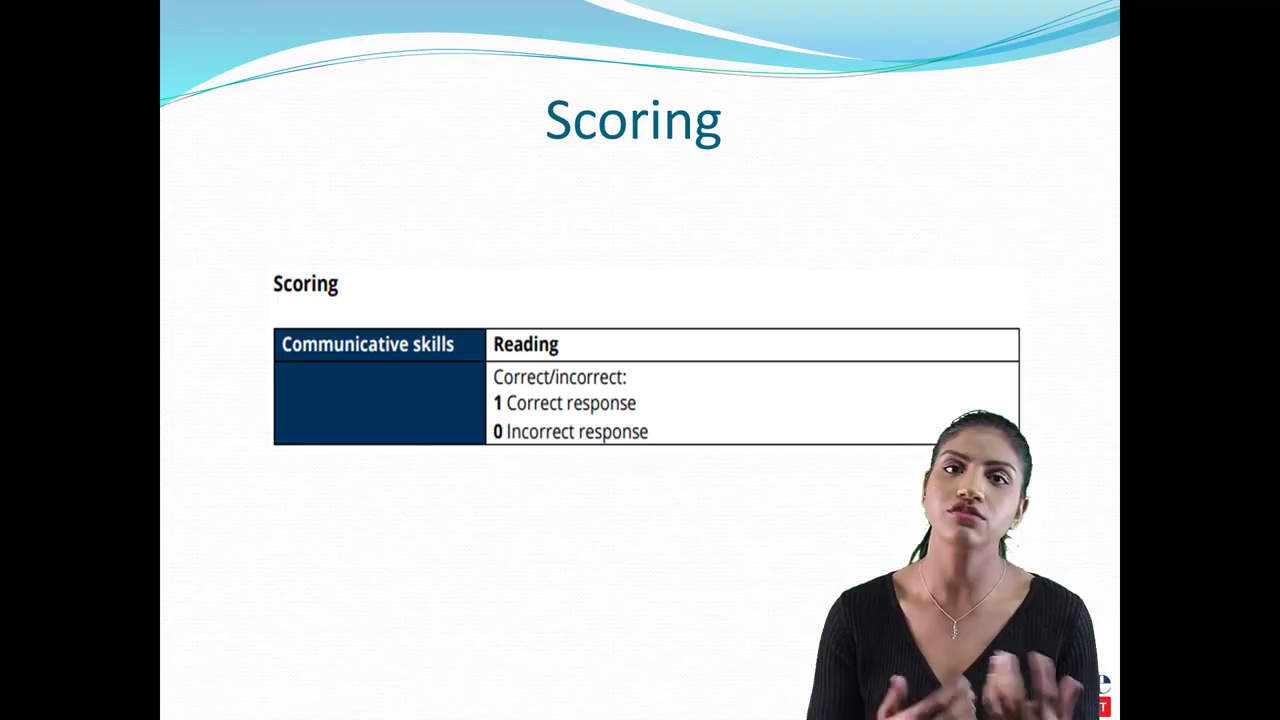 Scoring
Scoring
Communicative skills
Reading
Correct/incorrect:
1 Correct response
0 Incorrect response